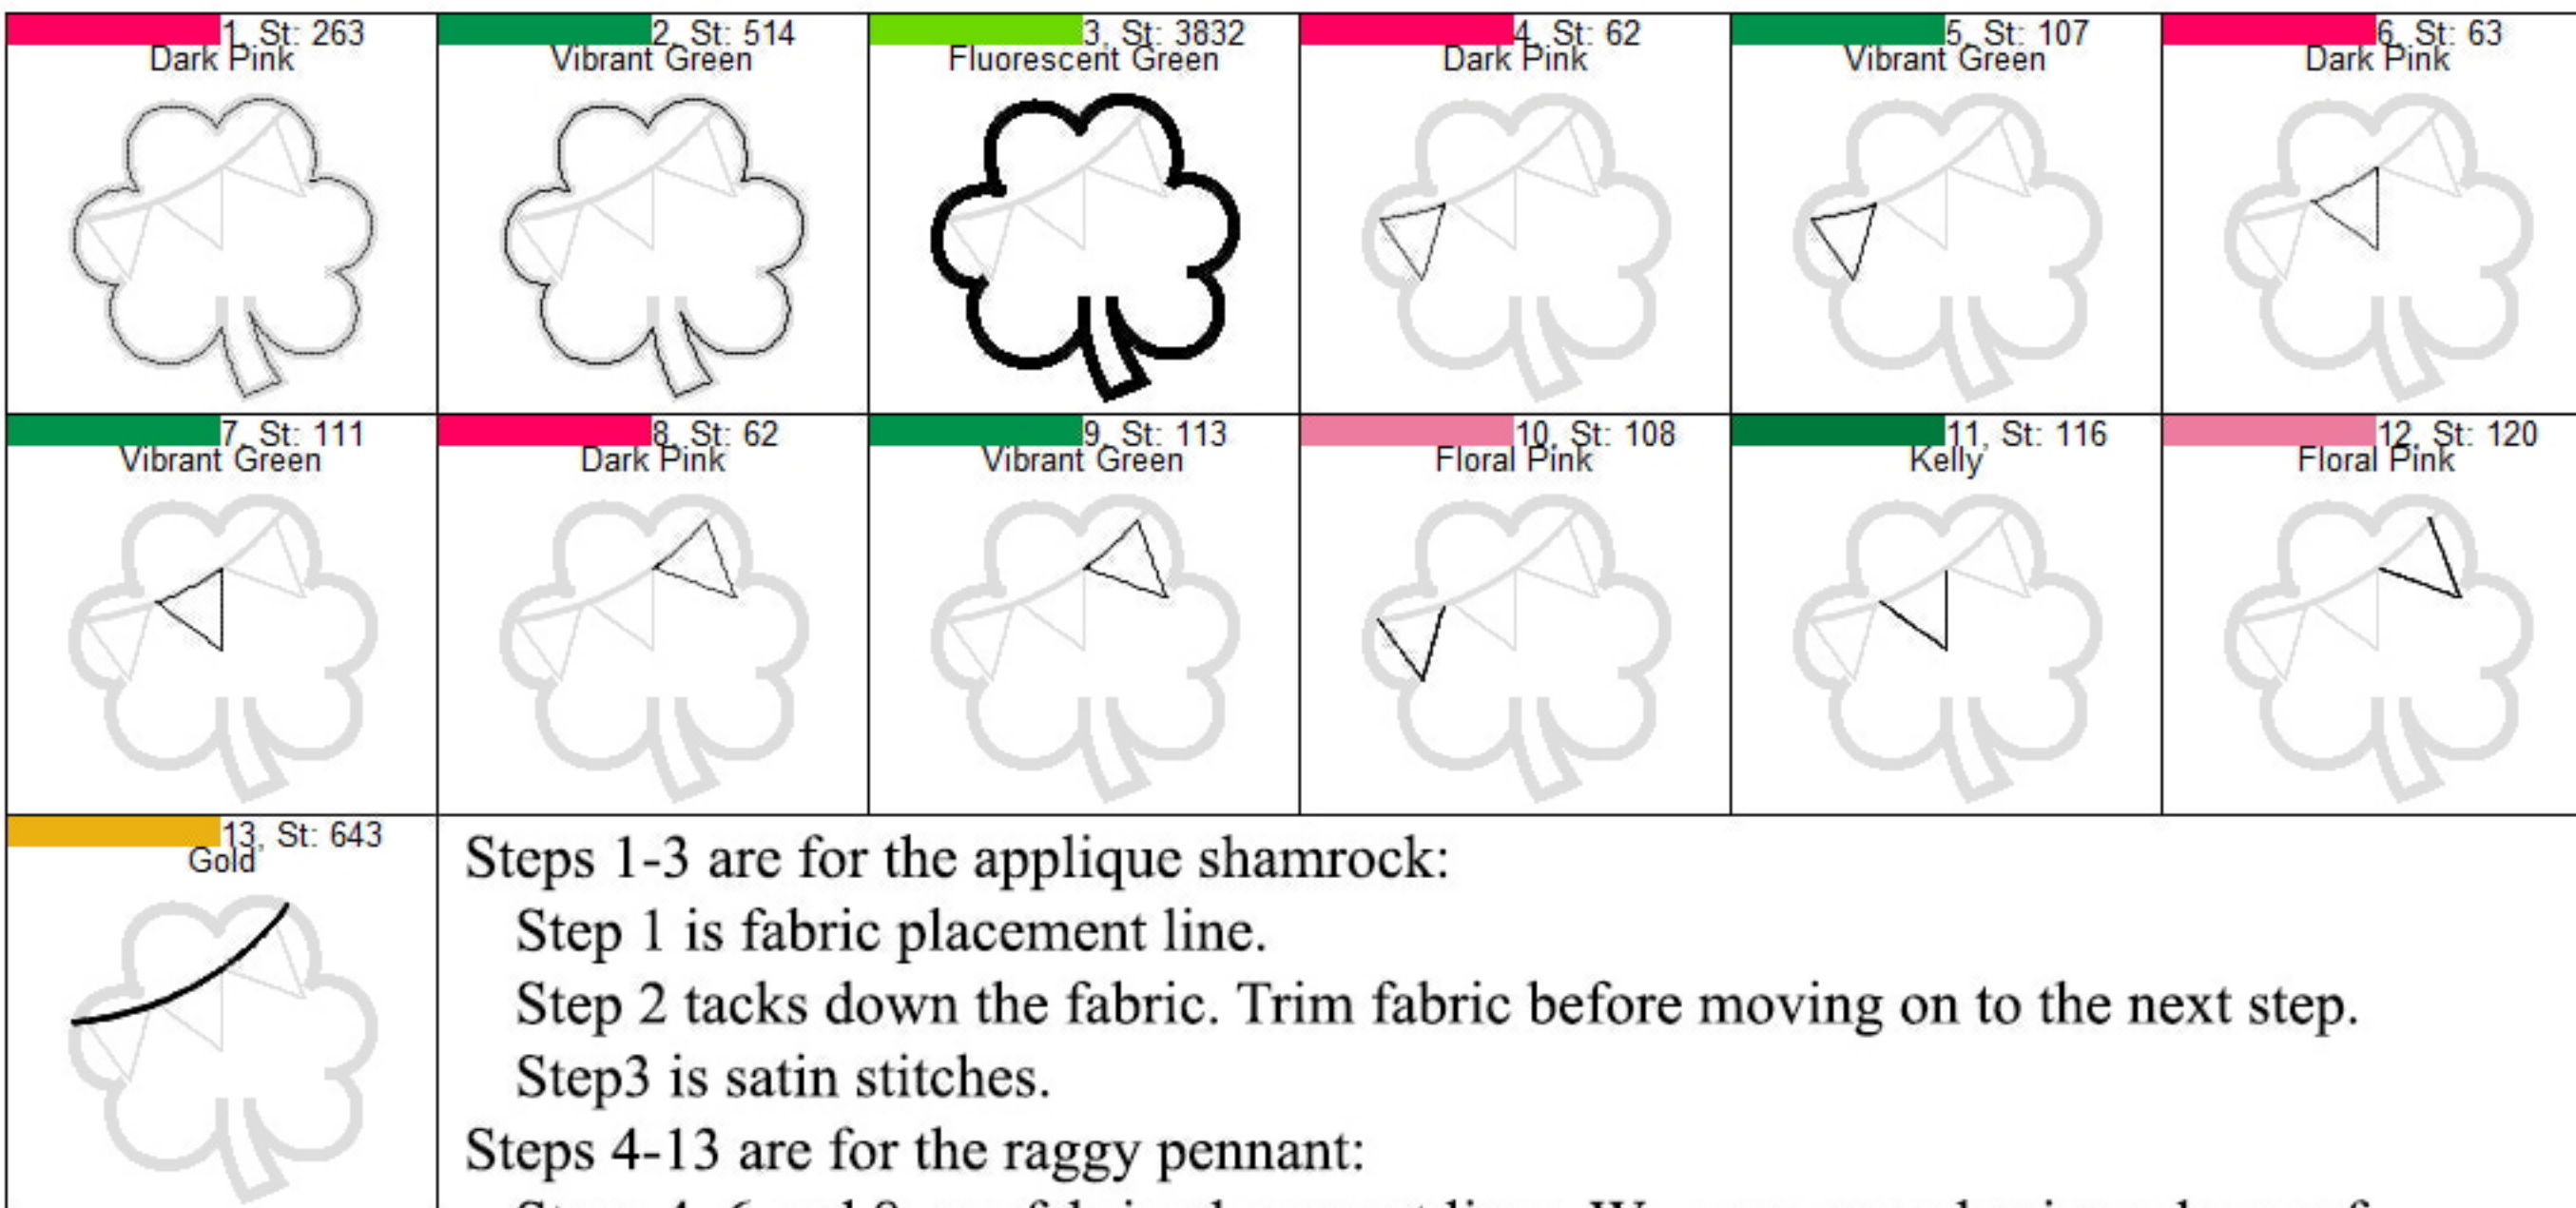 1, St: 263
Dark Pink
2, St: 514
Vibrant Green
3, St: 3832
Fluorescent Green
4, St: 62
Dark Pink
5, St: 107
Vibrant Green
6, St: 63
Dark Pink
7, St: 111
Vibrant Green
8, St: 62
Dark Pink
9, St: 113
Vibrant Green
10, St: 108
Floral Pink
11, St: 116
Kelly
12, St: 120
Floral Pink
13, St: 643
Gold
Steps 1-3 are for the applique shamrock:
Step 1 is fabric placement line.
Step 2 tacks down the fabric. Trim fabric before moving on to the next step.
Step3 is satin stitches.
Steps 4-13 are for the raggy pennant: